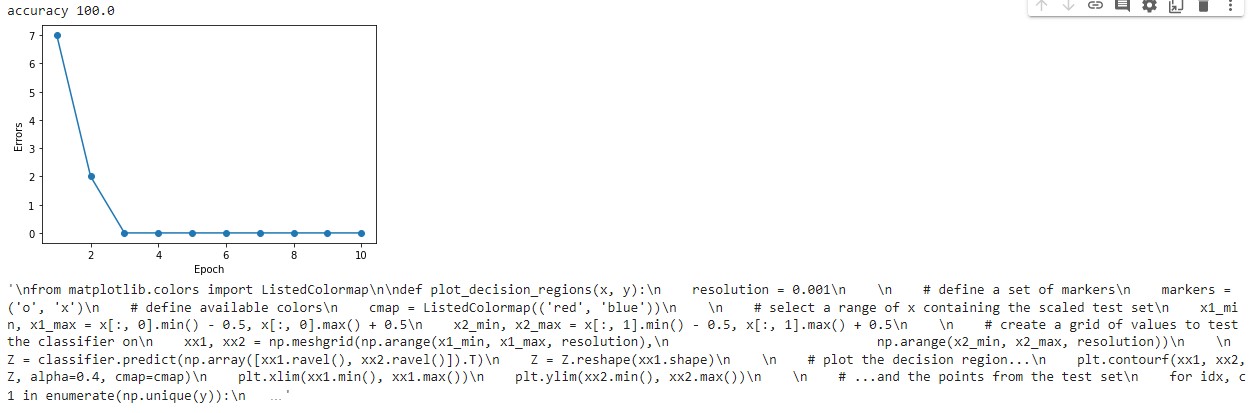 accuracy 100.0
7
6
5
4
3
2
1
0
Errors
2 4 6 8 10
Epoch
'\nfrom matplotlib.colors import ListedColormap\n\ndef plot_decision_regions(x, y):\n    resolution = 0.001\n    \n    # define a set of markers\n    markers =
('o', 'x')\n    # define available colors\n    cmap = ListedColormap(('red', 'blue'))\n    \n    # select a range of x containing the scaled test set\n    x1_mi
n, x1_max = x[:, 0].min() - 0.5, x[:, 0].max() + 0.5\n    x2_min, x2_max = x[:, 1].min() - 0.5, x[:, 1].max() + 0.5\n    \n    # create a grid of values to test
the classifier on\n    xx1, xx2 = np.meshgrid(np.arange(x1_min, x1_max, resolution),\n                           np.arange(x2_min, x2_max, resolution))\n    \n
Z = classifier.predict(np.array([xx1.ravel(), xx2.ravel()]).T)\n    Z = Z.reshape(xx1.shape)\n    \n    # plot the decision region...\n    plt.contourf(xx1, xx2,
Z, alpha=0.4, cmap=cmap)\n    plt.xlim(xx1.min(), xx1.max())\n    plt.ylim(xx2.min(), xx2.max())\n    \n    # ...and the points from the test set\n    for idx, c
l in enumerate(np.unique(y)):\n    ...'